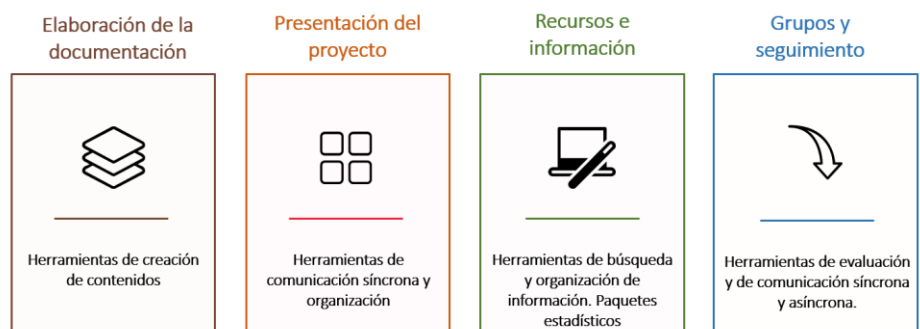 Elaboración de la
documentación
Herramientas de creación
de contenidos
Presentación del
proyecto
Herramientas de
comunicación síncrona y
organización
Recursos e
información
Herramientas de búsqueda
y organización de
información. Paquetes
estadísticos
Grupos y
seguimiento
Herramientas de evaluación
y de comunicación síncrona
y asíncrona.